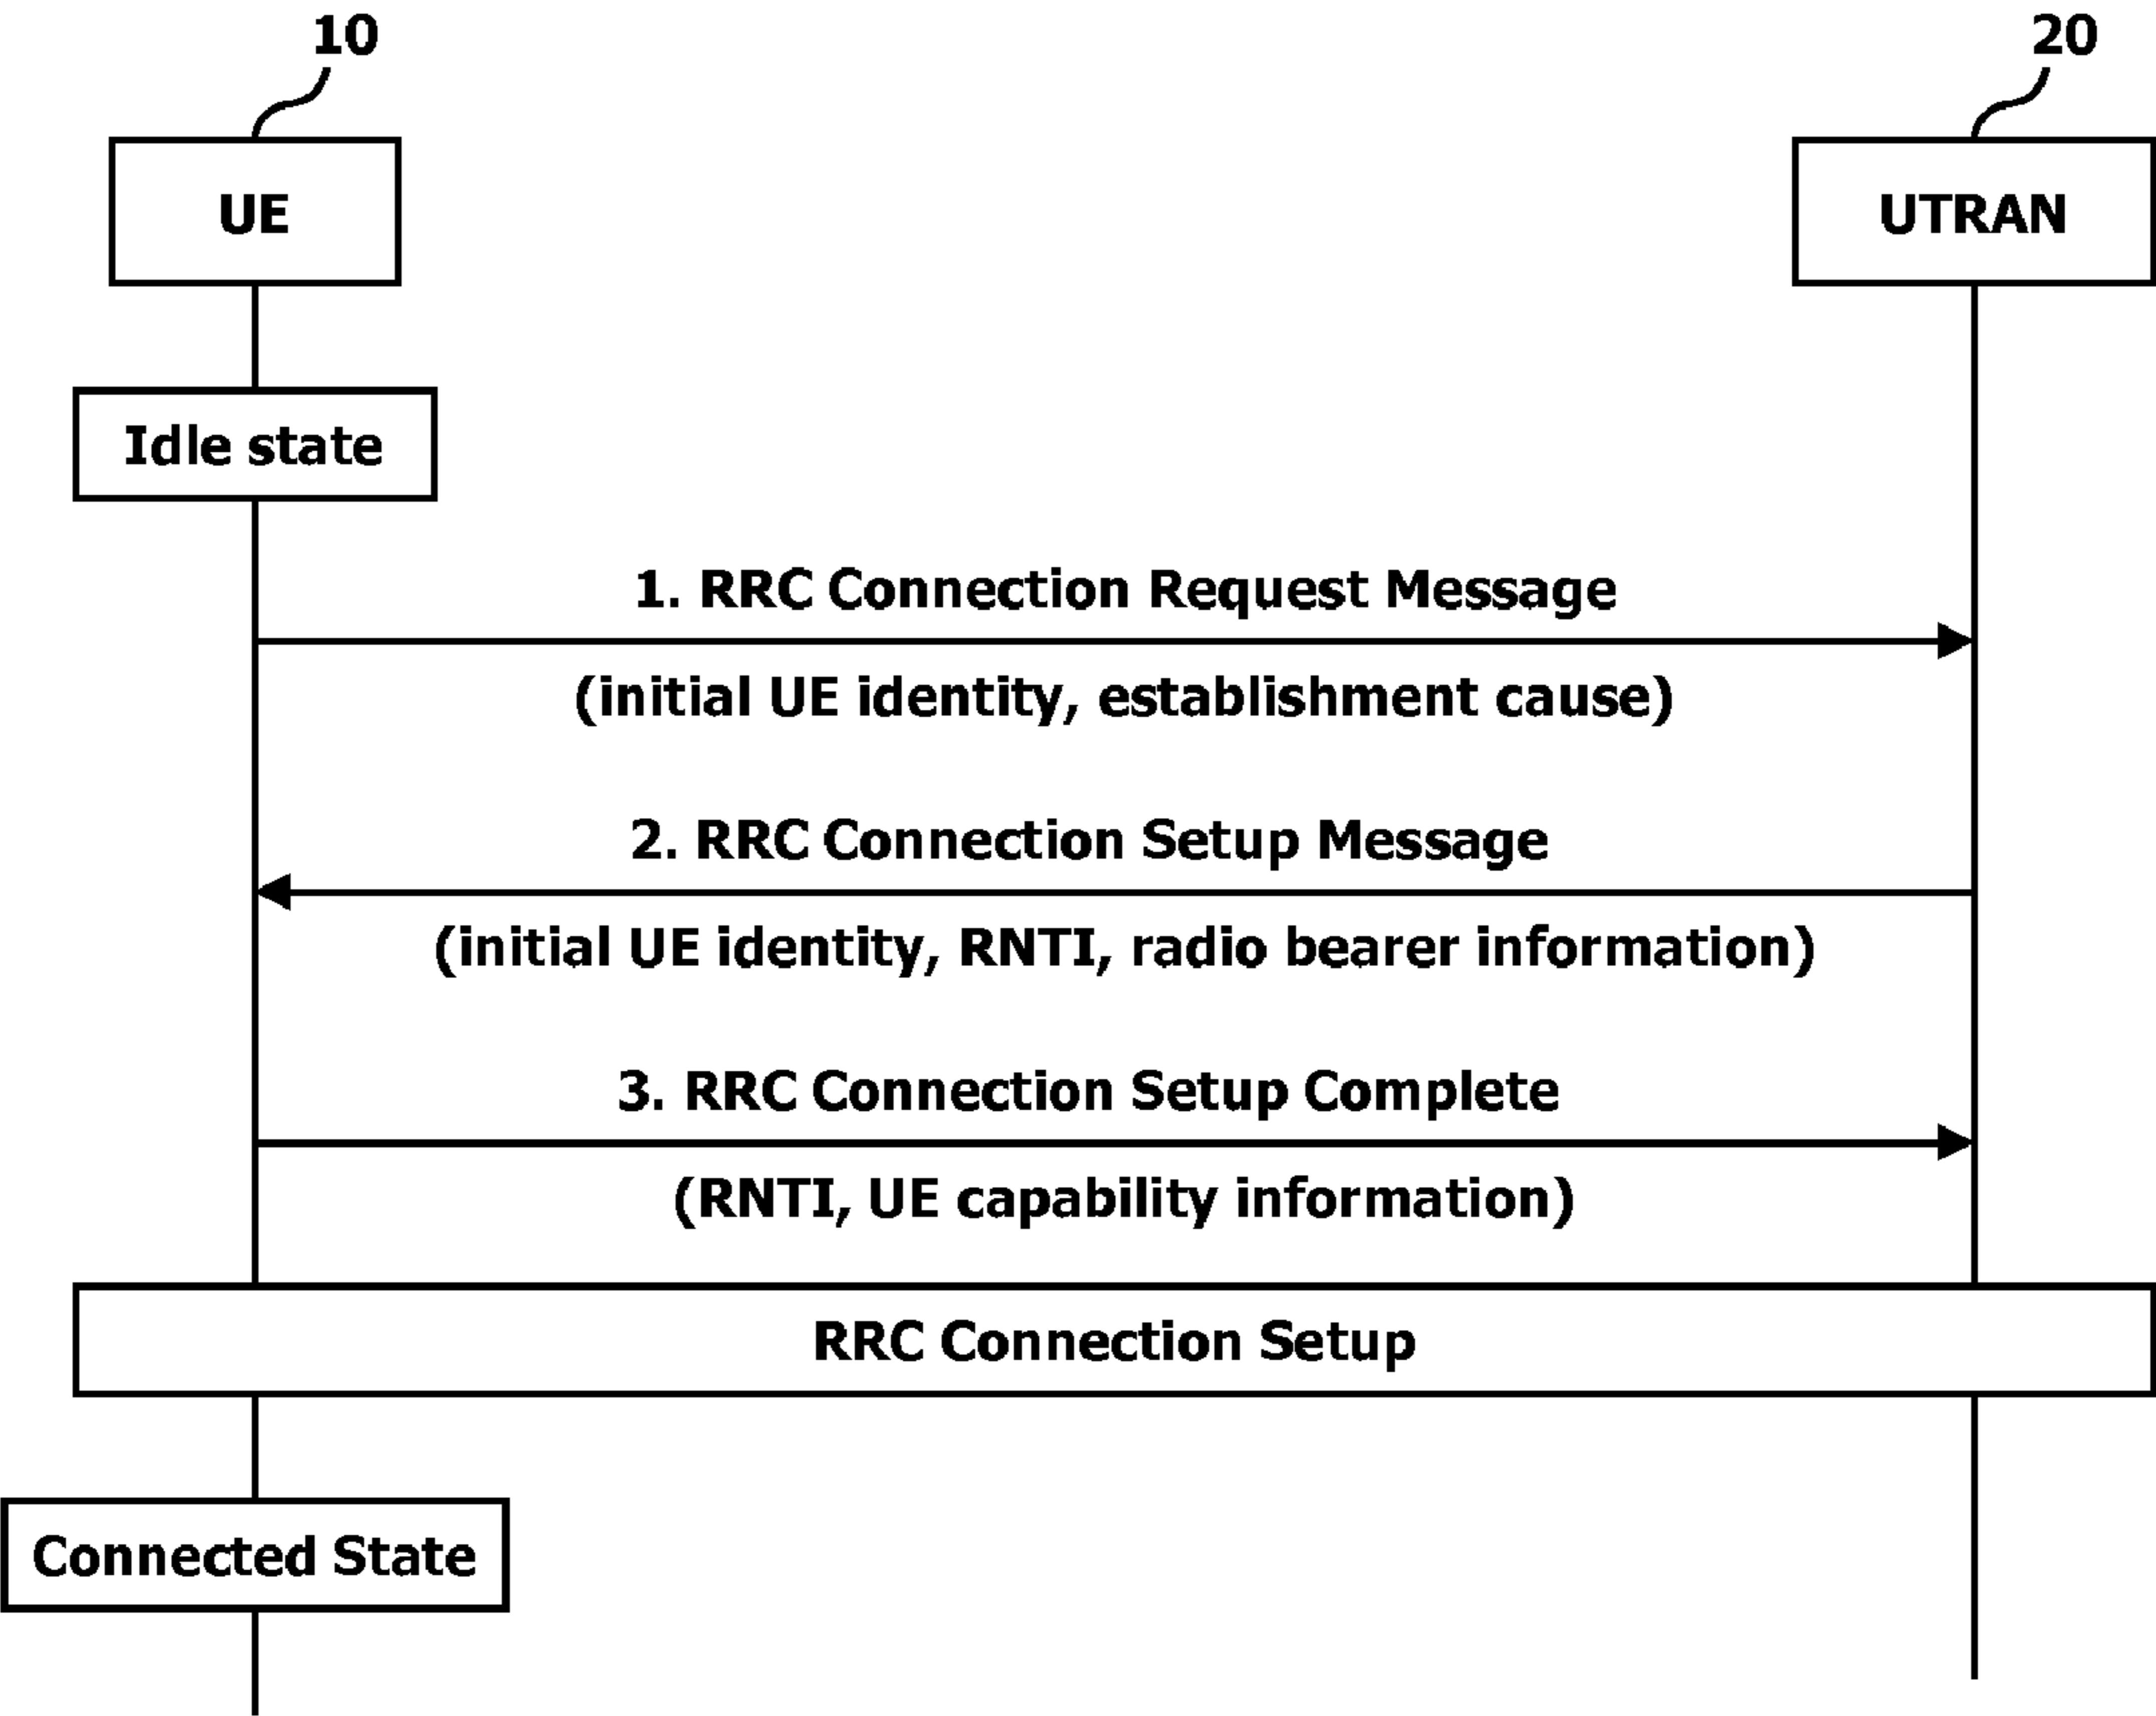 10
20
UE
UTRAN
Idle state
1. RRC Connection Request Message
(initial UE identity, establishment cause)
2. RRC Connection Setup Message
(initial UE identity, RNTI, radio bearer information)
3. RRC Connection Setup Complete
(RNTI, UE capability information)
RRC Connection Setup
Connected State